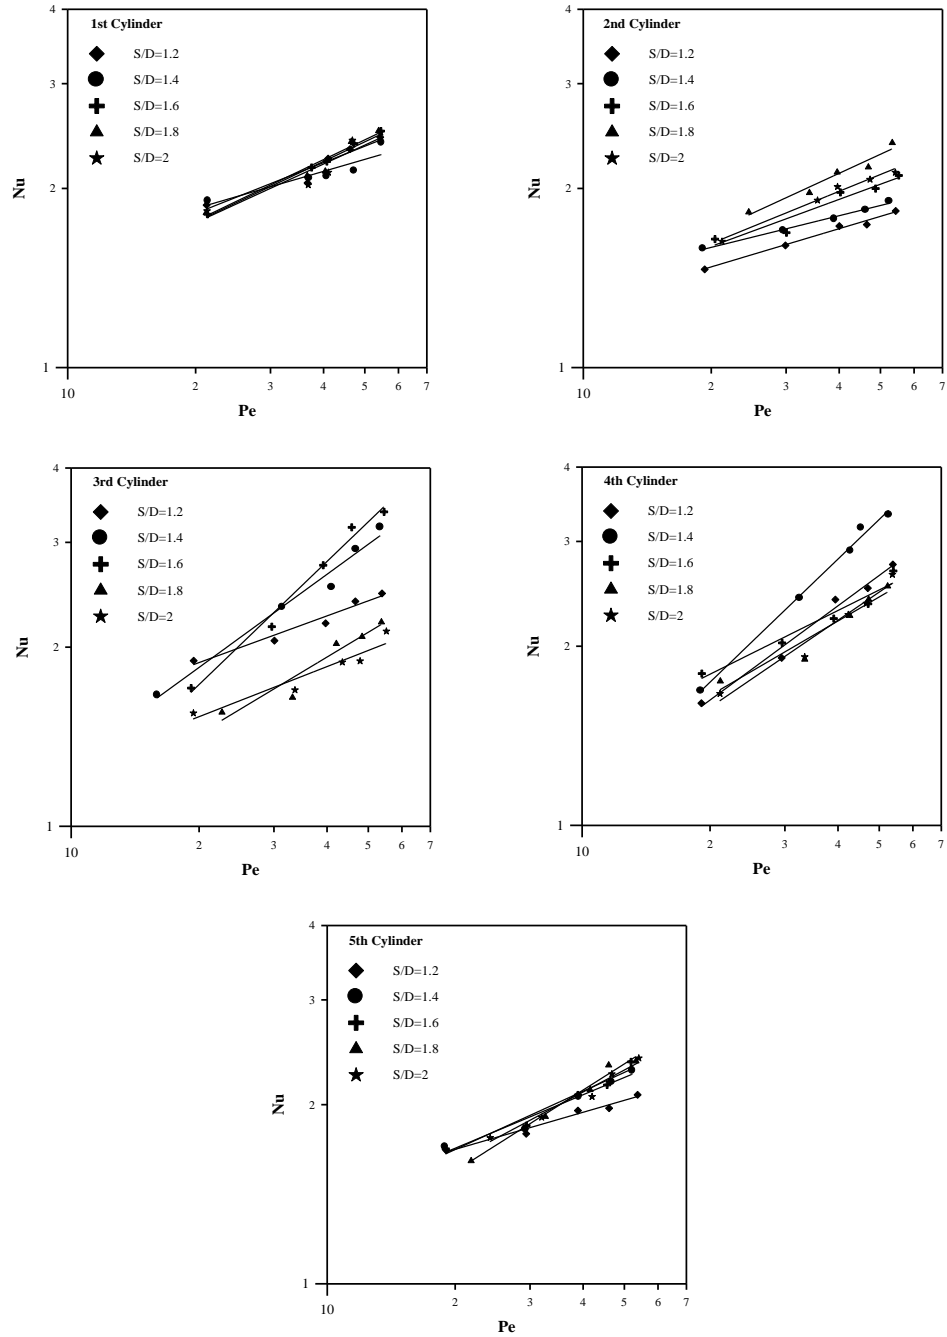 4
1st Cylinder
S/D=1.2
3
S/D=1.4
S/D=1.6
S/D=1.8
S/D=2
Nu
2
1
10
2
3
4
5
6
7
Pe
4
2nd Cylinder
S/D=1.2
3
S/D=1.4
S/D=1.6
S/D=1.8
S/D=2
Nu
2
1
10
2
3
4
5
6
7
Pe
4
3rd Cylinder
S/D=1.2
3
S/D=1.4
S/D=1.6
S/D=1.8
S/D=2
Nu
2
1
10
2
3
4
5
6
7
Pe
4
4th Cylinder
S/D=1.2
3
S/D=1.4
S/D=1.6
S/D=1.8
S/D=2
Nu
2
1
10
2
3
4
5
6
7
Pe
4
5th Cylinder
S/D=1.2
3
S/D=1.4
S/D=1.6
S/D=1.8
S/D=2
Nu
2
1
10
2
3
4
5
6
7
Pe